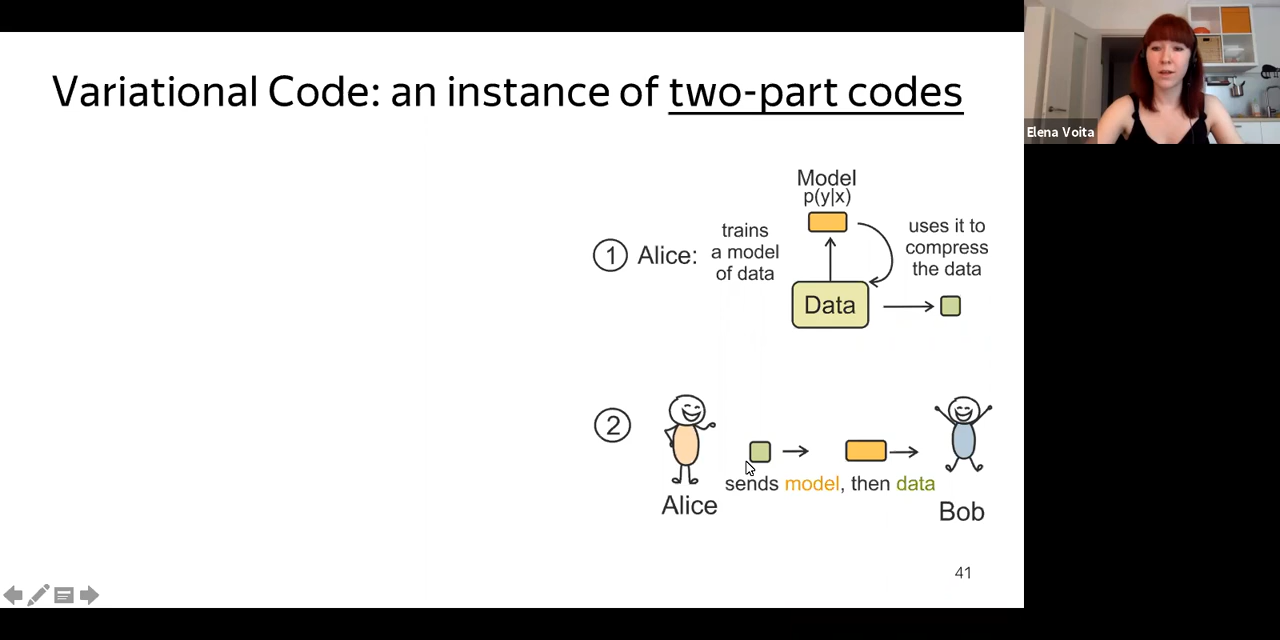 Variational Code: an instance of two-part codes
Elena Voita
Model
p(y|x)
1 Alice:
trains
a model
of data
uses it to
compress
the data
Data
2
sends model, then data
Alice
Bob
41